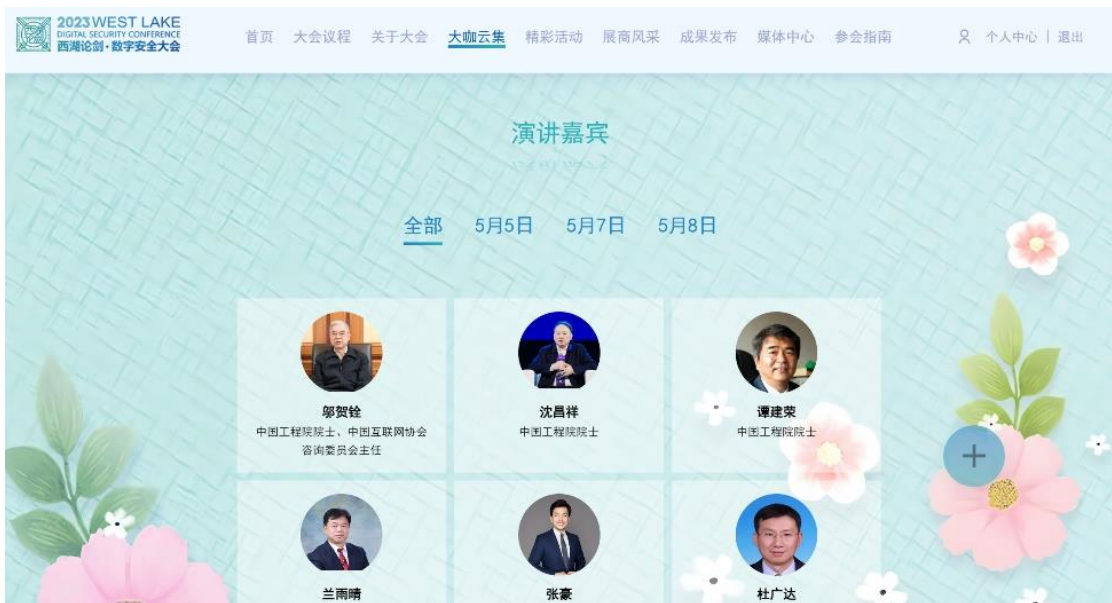 2023 WEST LAKE
DIGITAL SECURITY CONFERENCE
西湖论剑·数字安全大会
首页 大会议程 关于大会 大咖云集 精彩活动 展商风采 成果发布 媒体中心 参会指南 个人中心 | 退出
演讲嘉宾
全部 5月5日 5月7日 5月8日
邬贺铨 沈昌祥 谭建荣
中国工程院院士、中国互联网协会 中国工程院院士 中国工程院院士
咨询委员会主任
兰雨晴 张豪 杜广达